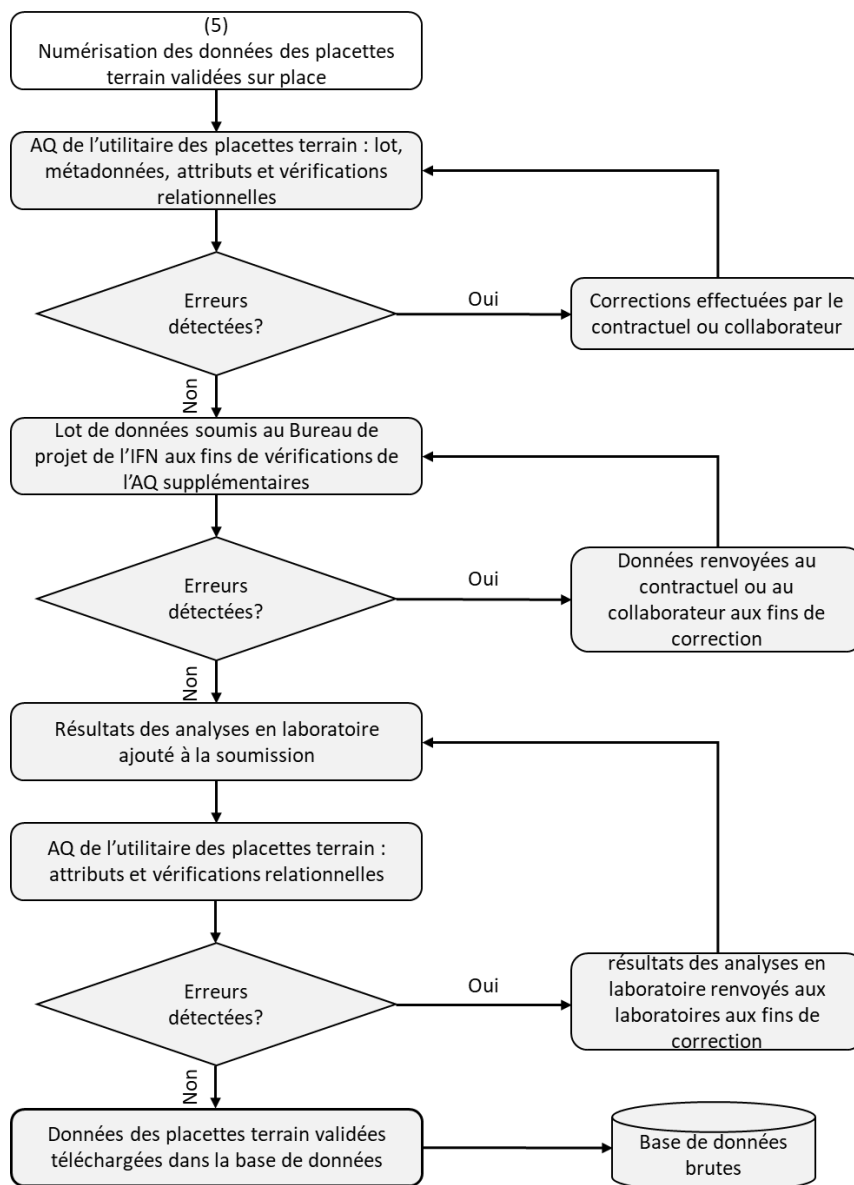 (5)
Numérisation des données des placettes
terrain validées sur place
AQ de l'utilitaire des placettes terrain : lot,
métadonnées, attributs et vérifications
relationnelles
Erreurs
détectées?
Oui
Corrections effectuées par le
contractuel ou collaborateur
Non
Lot de données soumis au Bureau de
projet de l'IFN aux fins de vérifications de
l'AQ supplémentaires
Erreurs
détectées?
Oui
Données renvoyées au
contractuel ou au
collaborateur aux fins de
correction
Non
Résultats des analyses en laboratoire
ajouté à la soumission
AQ de l'utilitaire des placettes terrain :
attributs et vérifications relationnelles
Erreurs
détectées?
Oui
résultats des analyses en
laboratoire renvoyés aux
laboratoires aux fins de
correction
Non
Données des placettes terrain validées
téléchargées dans la base de données
Base de données
brutes